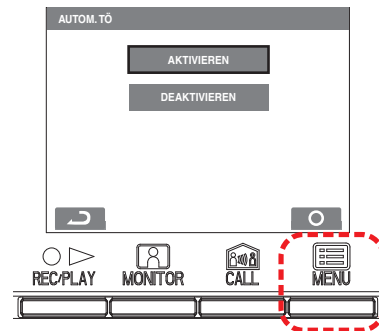 AUTOM. TÖ
AKTIVIEREN
DEAKTIVIEREN
REC/PLAY MONITOR CALL MENU